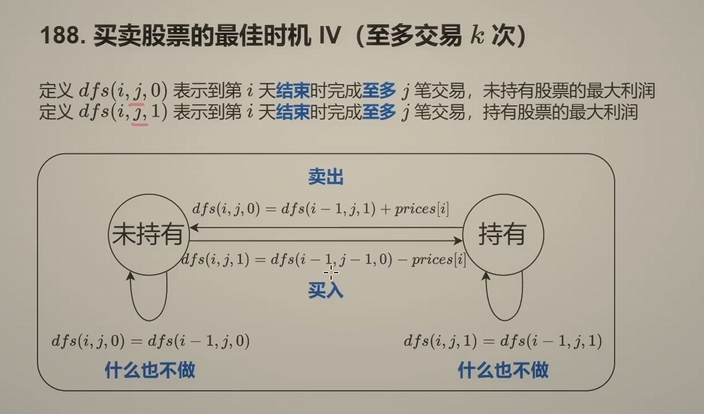 188. 买卖股票的最佳时机 IV（至多交易 k 次）
定义 dfs(i, j, 0) 表示到第 i 天结束时完成至多 j 笔交易，未持有股票的最大利润
定义 dfs(i, j, 1) 表示到第 i 天结束时完成至多 j 笔交易，持有股票的最大利润
卖出
dfs(i, j, 0) = dfs(i − 1, j, 1) + prices[i]
未持有
持有
dfs(i, j, 1) = dfs(i − 1, j − 1, 0) − prices[i]
买入
dfs(i, j, 0) = dfs(i − 1, j, 0)
dfs(i, j, 1) = dfs(i − 1, j, 1)
什么也不做
什么也不做